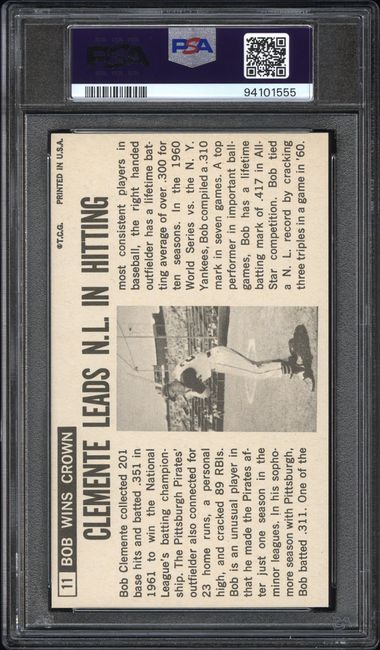 PSA
PSA
94101555
11 BOB WINS CROWN
CLEMENTE LEADS N.L. IN HITTING
Bob Clemente collected 201
base hits and batted .351 in
1961 to win the National
League's batting champion-
ship. The Pittsburgh Pirates'
outfielder also connected for
23 home runs, a personal
high, and cracked 89 RBIs.
Bob is an unusual player in
that he made the Pirates af-
ter just one season in the
minor leagues. In his sopho-
more season with Pittsburgh,
Bob batted .311. One of the
most consistent players in
baseball, the right handed
outfielder has a lifetime bat-
ting average of over .300 for
ten seasons. In the 1960
World Series vs. the N. Y.
Yankees, Bob compiled a .310
mark in seven games. A top
performer in important ball-
games, Bob has a lifetime
batting mark of .417 in All-
Star competition. Bob tied
a N. L. record by cracking
three triples in a game in '60.
©T.C.G. PRINTED IN U.S.A.